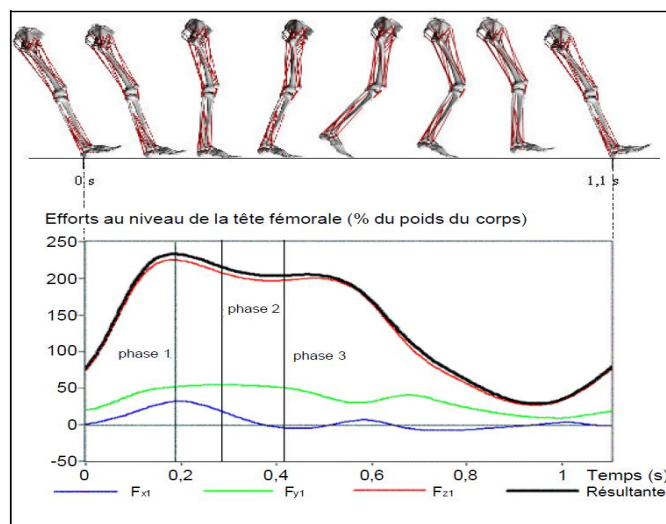 0 s
1,1 s
Efforts au niveau de la tête fémorale (% du poids du corps)
250
200
150
100
50
0
-50
phase 1
phase 2
phase 3
0
0,2
0,4
0,6
0,8
1
Temps (s)
Fx1
Fy1
Fz1
Résultante